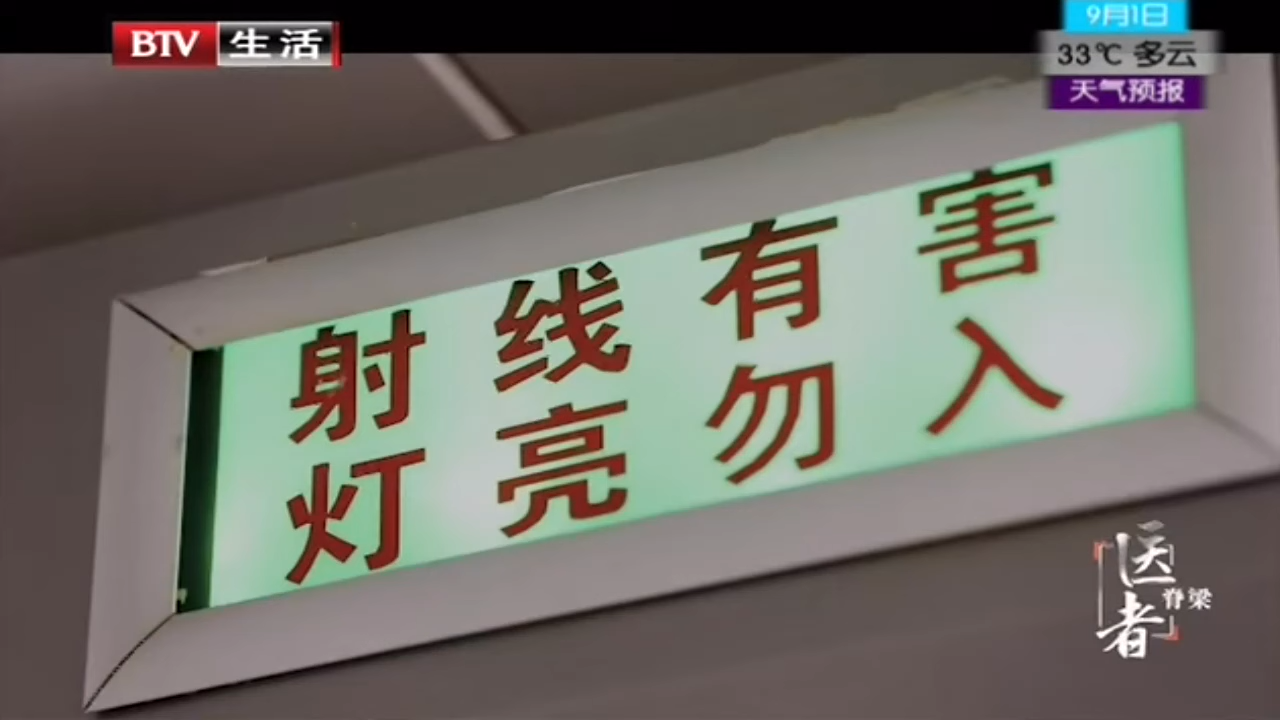 BTV 生活
9月1日
33℃ 多云
天气预报
射线有害
灯亮勿入
医者
脊梁